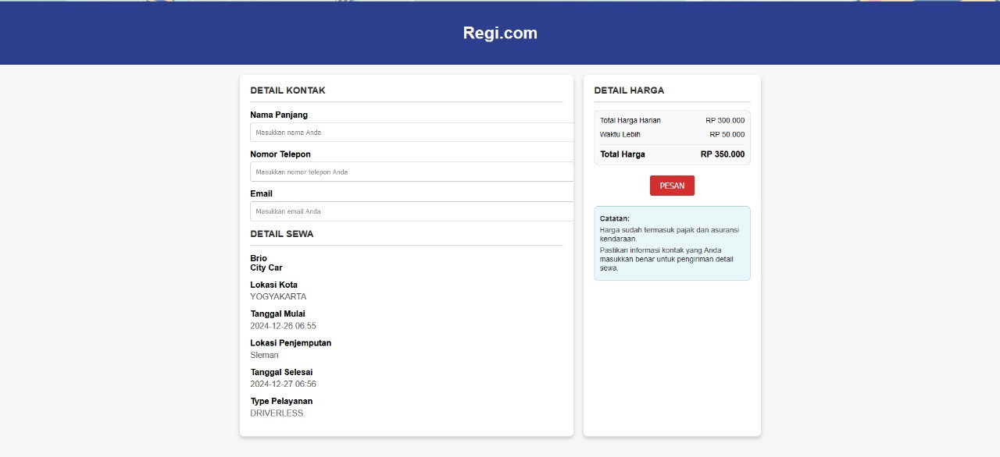 Regi.com
DETAIL KONTAK
Nama Panjang
Masukkan nama Anda
Nomor Telepon
Masukkan nomor telepon Anda
Email
Masukkan email Anda
DETAIL SEWA
Brio
City Car
Lokasi Kota
YOGYAKARTA
Tanggal Mulai
2024-12-26 06:55
Lokasi Penjemputan
Sleman
Tanggal Selesai
2024-12-27 06:56
Type Pelayanan
DRIVERLESS
DETAIL HARGA
Total Harga Harian RP 300.000
Waktu Lebih RP 50.000
Total Harga RP 350.000
PESAN
Catatan:
Harga sudah termasuk pajak dan asuransi
kendaraan.
Pastikan informasi kontak yang Anda
masukkan benar untuk pengiriman detail
sewa.